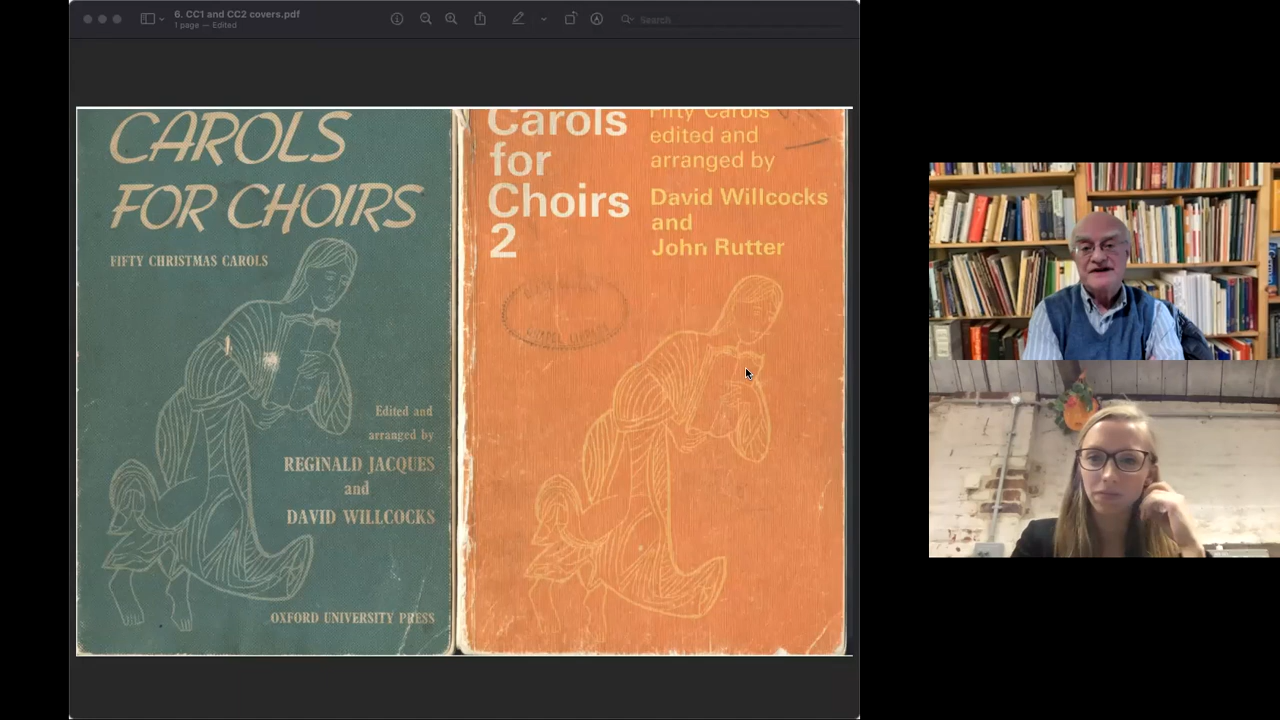 6. CC1 and CC2 covers.pdf
1 page — Edited
Search
CAROLS
FOR CHOIRS
FIFTY CHRISTMAS CAROLS
Edited and
arranged by
REGINALD JACQUES
and
DAVID WILLCOCKS
OXFORD UNIVERSITY PRESS
Carols
for
Choirs
2
Fifty Carols
edited and
arranged by
David Willcocks
and
John Rutter